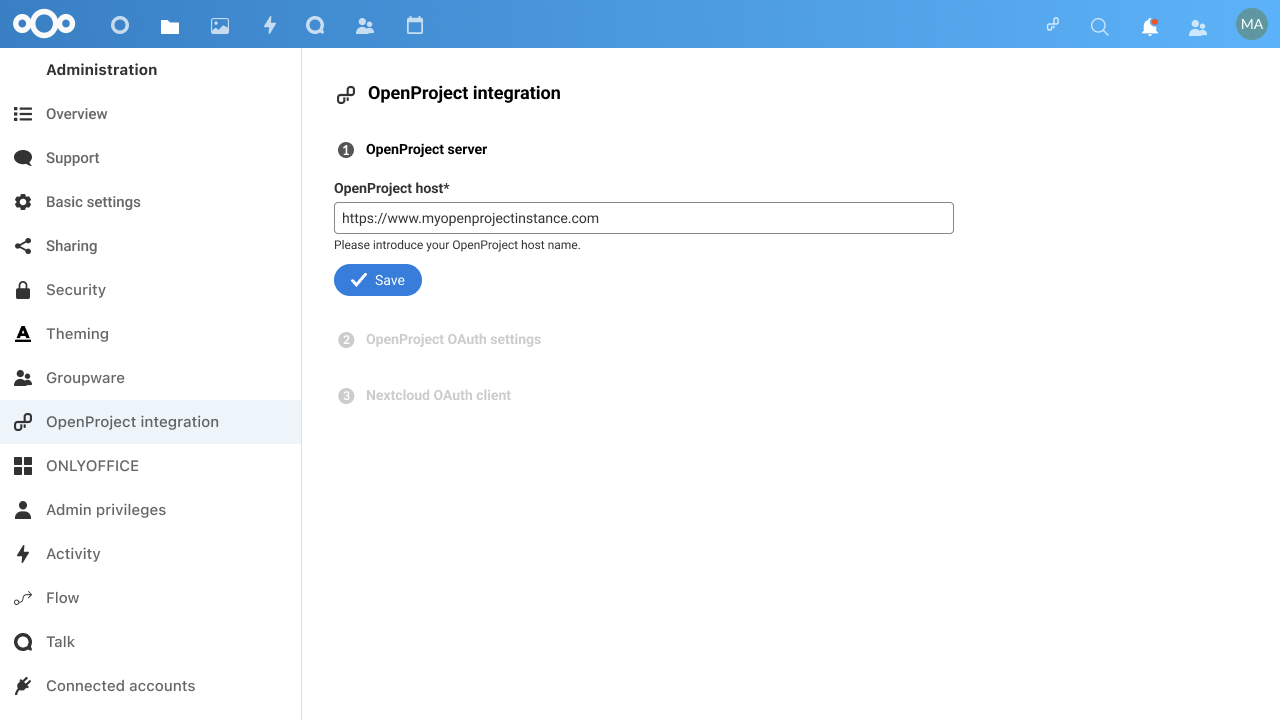 MA
Administration
Overview
Support
Basic settings
Sharing
Security
Theming
Groupware
OpenProject integration
ONLYOFFICE
Admin privileges
Activity
Flow
Talk
Connected accounts
OpenProject integration
1 OpenProject server
OpenProject host*
https://www.myopenprojectinstance.com
Please introduce your OpenProject host name.
Save
2 OpenProject OAuth settings
3 Nextcloud OAuth client